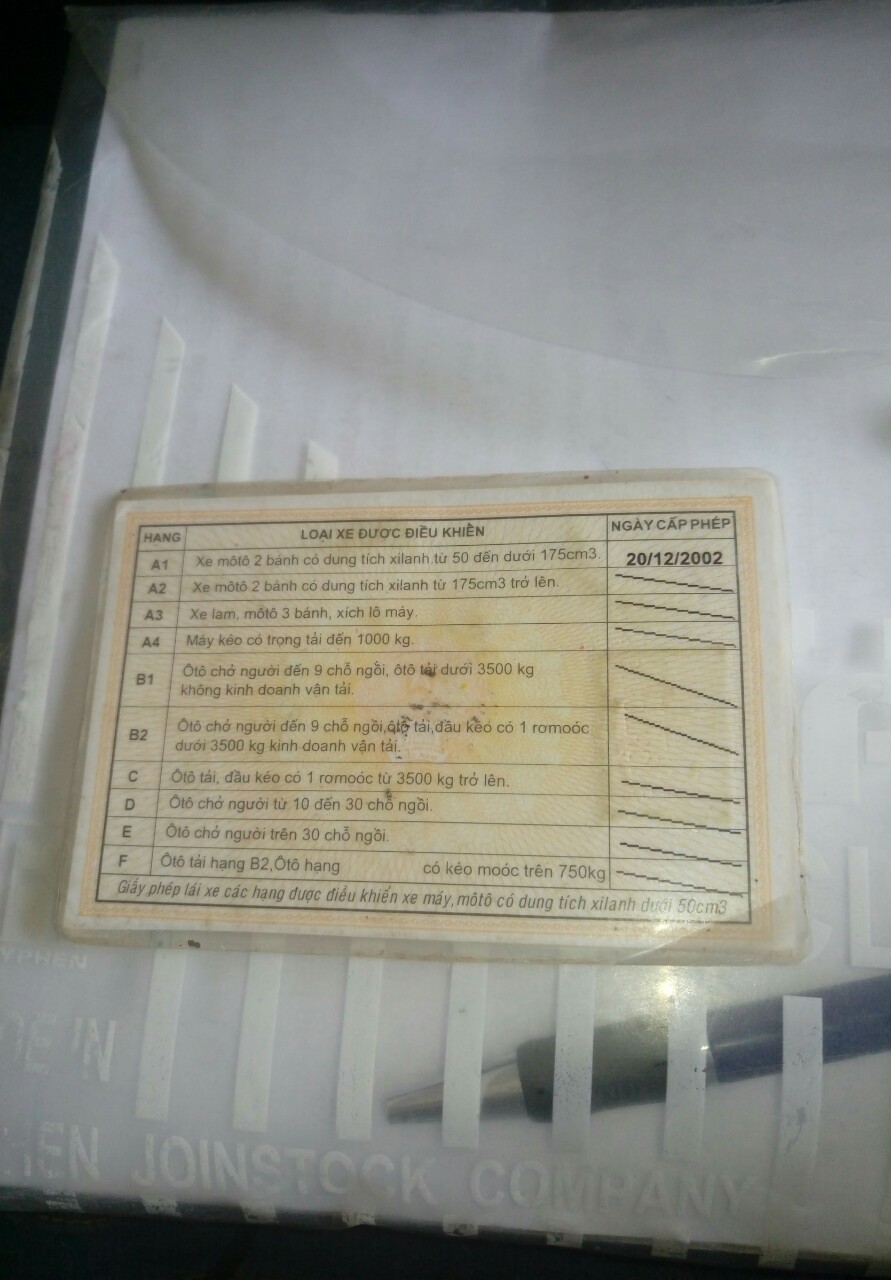 HẠNG LOẠI XE ĐƯỢC ĐIỀU KHIỂN NGÀY CẤP PHÉP
A1 Xe môtô 2 bánh có dung tích xilanh từ 50 đến dưới 175cm3. 20/12/2002
A2 Xe môtô 2 bánh có dung tích xilanh từ 175cm3 trở lên.
A3 Xe lam, môtô 3 bánh, xích lô máy.
A4 Máy kéo có trọng tải đến 1000 kg.
B1 Ôtô chở người đến 9 chỗ ngồi, ôtô tải dưới 3500 kg
không kinh doanh vận tải.
B2 Ôtô chở người đến 9 chỗ ngồi,ôtô tải,đầu kéo có 1 rơmoóc
dưới 3500 kg kinh doanh vận tải.
C Ôtô tải, đầu kéo có 1 rơmoóc từ 3500 kg trở lên.
D Ôtô chở người từ 10 đến 30 chỗ ngồi.
E Ôtô chở người trên 30 chỗ ngồi.
F Ôtô tải hạng B2,Ôtô hạng có kéo moóc trên 750kg
Giấy phép lái xe các hạng được điều khiển xe máy,môtô có dung tích xilanh dưới 50cm3
YPHEN
DE IN
HEN JOINSTOCK COMPANY